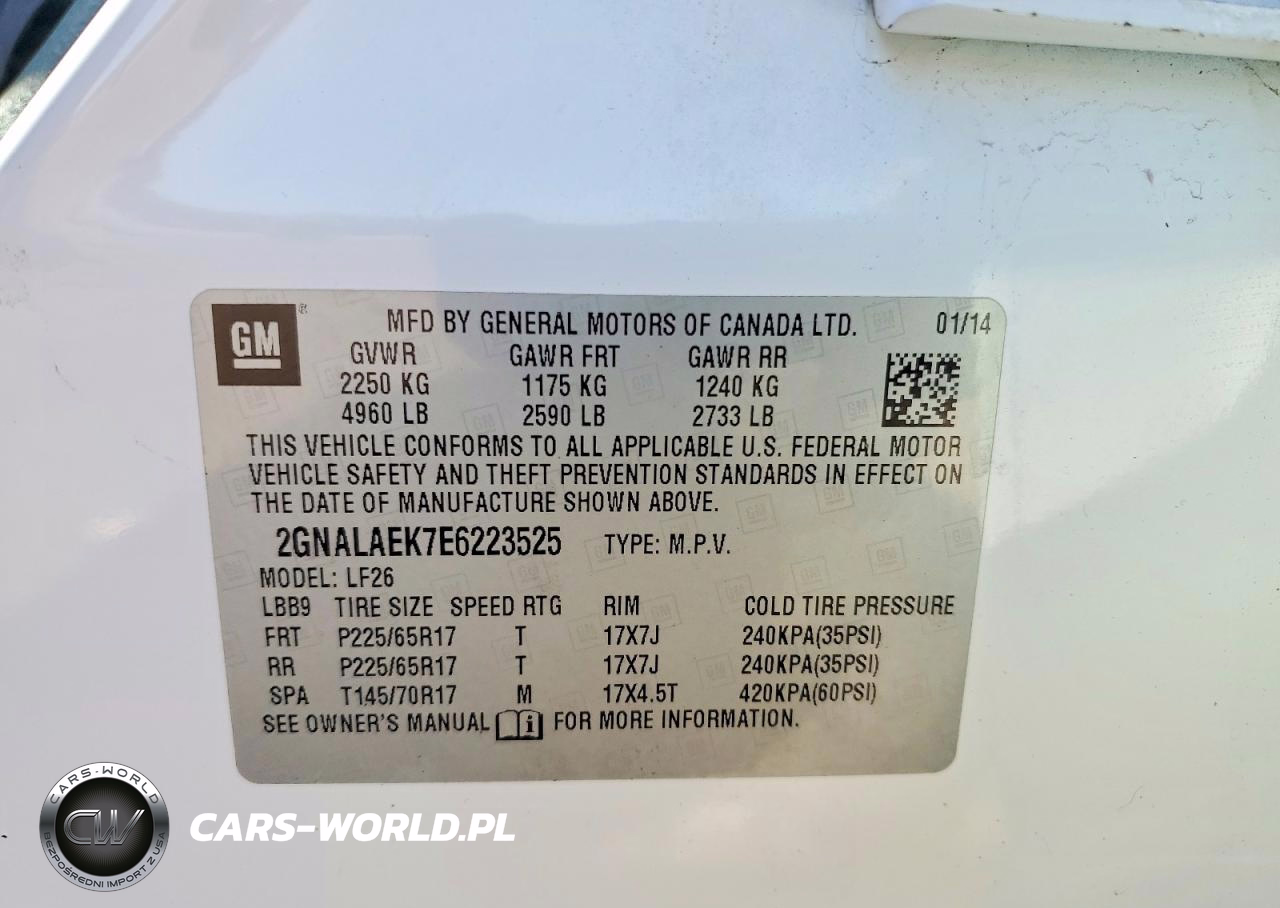 GM ®
MFD BY GENERAL MOTORS OF CANADA LTD. 01/14
GVWR GAWR FRT GAWR RR
2250 KG 1175 KG 1240 KG
4960 LB 2590 LB 2733 LB
THIS VEHICLE CONFORMS TO ALL APPLICABLE U.S. FEDERAL MOTOR
VEHICLE SAFETY AND THEFT PREVENTION STANDARDS IN EFFECT ON
THE DATE OF MANUFACTURE SHOWN ABOVE.
2GNALAEK7E6223525 TYPE: M.P.V.
MODEL: LF26
LBB9 TIRE SIZE SPEED RTG RIM COLD TIRE PRESSURE
FRT P225/65R17 T 17X7J 240KPA(35PSI)
RR P225/65R17 T 17X7J 240KPA(35PSI)
SPA T145/70R17 M 17X4.5T 420KPA(60PSI)
SEE OWNER'S MANUAL i FOR MORE INFORMATION.
CARS-WORLD
CW
BEZPOŚREDNI IMPORT Z USA
CARS-WORLD.PL